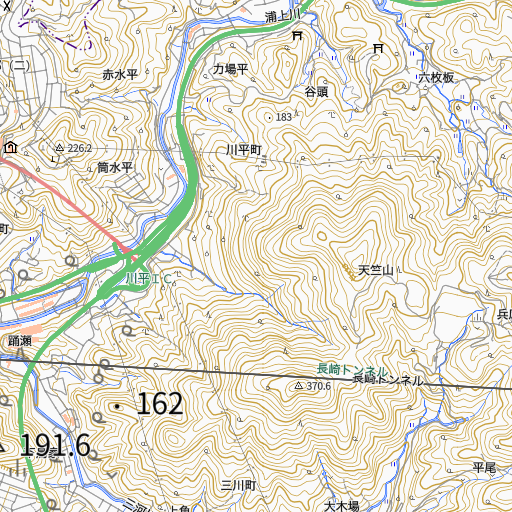 浦上川
赤水平
力場平
六枚板
谷頭
183
226.2
川平町
筒水平
町
天竺山
川平IC
兵
踊瀬
長崎トンネル
長崎トンネル
370.6
162
191.6
平尾
三川町
大木場